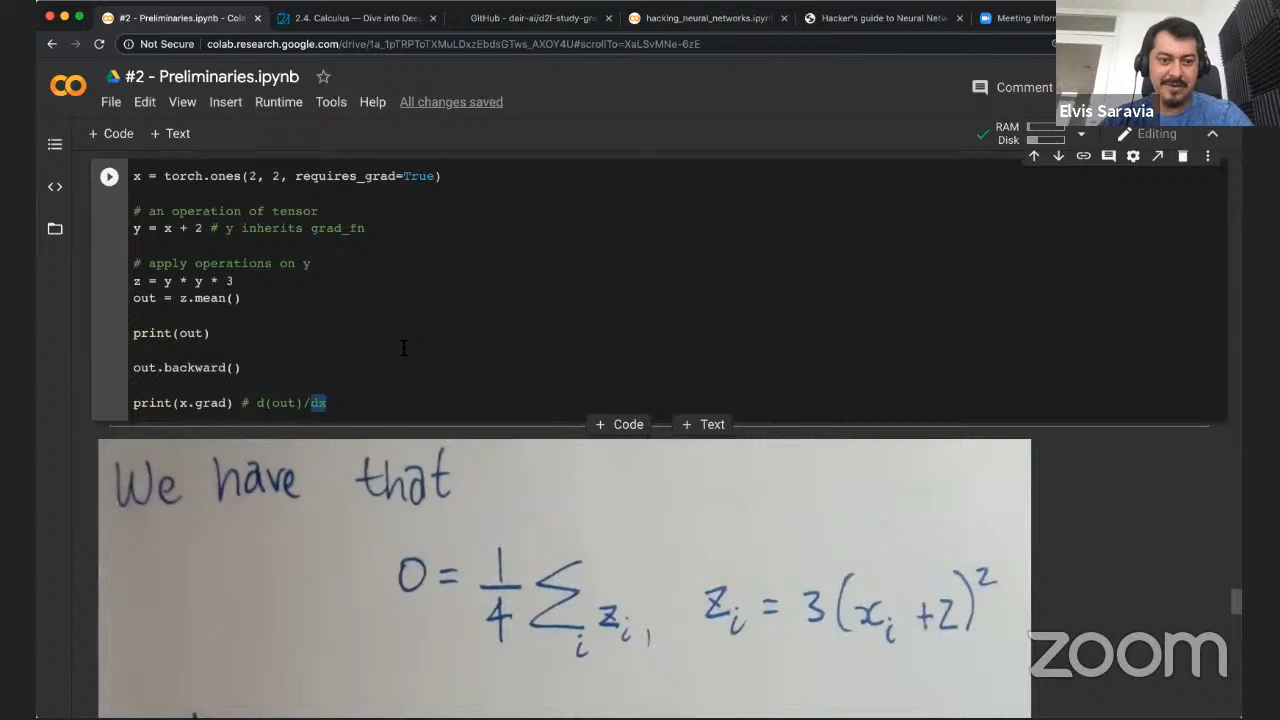 #2 - Preliminaries.ipynb - Cola
2.4. Calculus — Dive into Dee
GitHub - dair-ai/d2l-study-gro
hacking_neural_networks.ipynb
Hacker's guide to Neural Netw
Meeting Inform
Not Secure
colab.research.google.com/drive/1a_1pTRPToTXMuLDxzEbdsGTws_AXOY4U#scrollTo=XaLSvMNe-6zE
#2 - Preliminaries.ipynb
File Edit View Insert Runtime Tools Help All changes saved
Comment
Elvis Saravia
+ Code + Text
RAM
Disk
Editing
x = torch.ones(2, 2, requires_grad=True)
# an operation of tensor
y = x + 2 # y inherits grad_fn
# apply operations on y
z = y * y * 3
out = z.mean()
print(out)
out.backward()
print(x.grad) # d(out)/dx
+ Code + Text
We have that
O = 1/4 Σ_i z_i, z_i = 3(x_i + 2)²
zoom